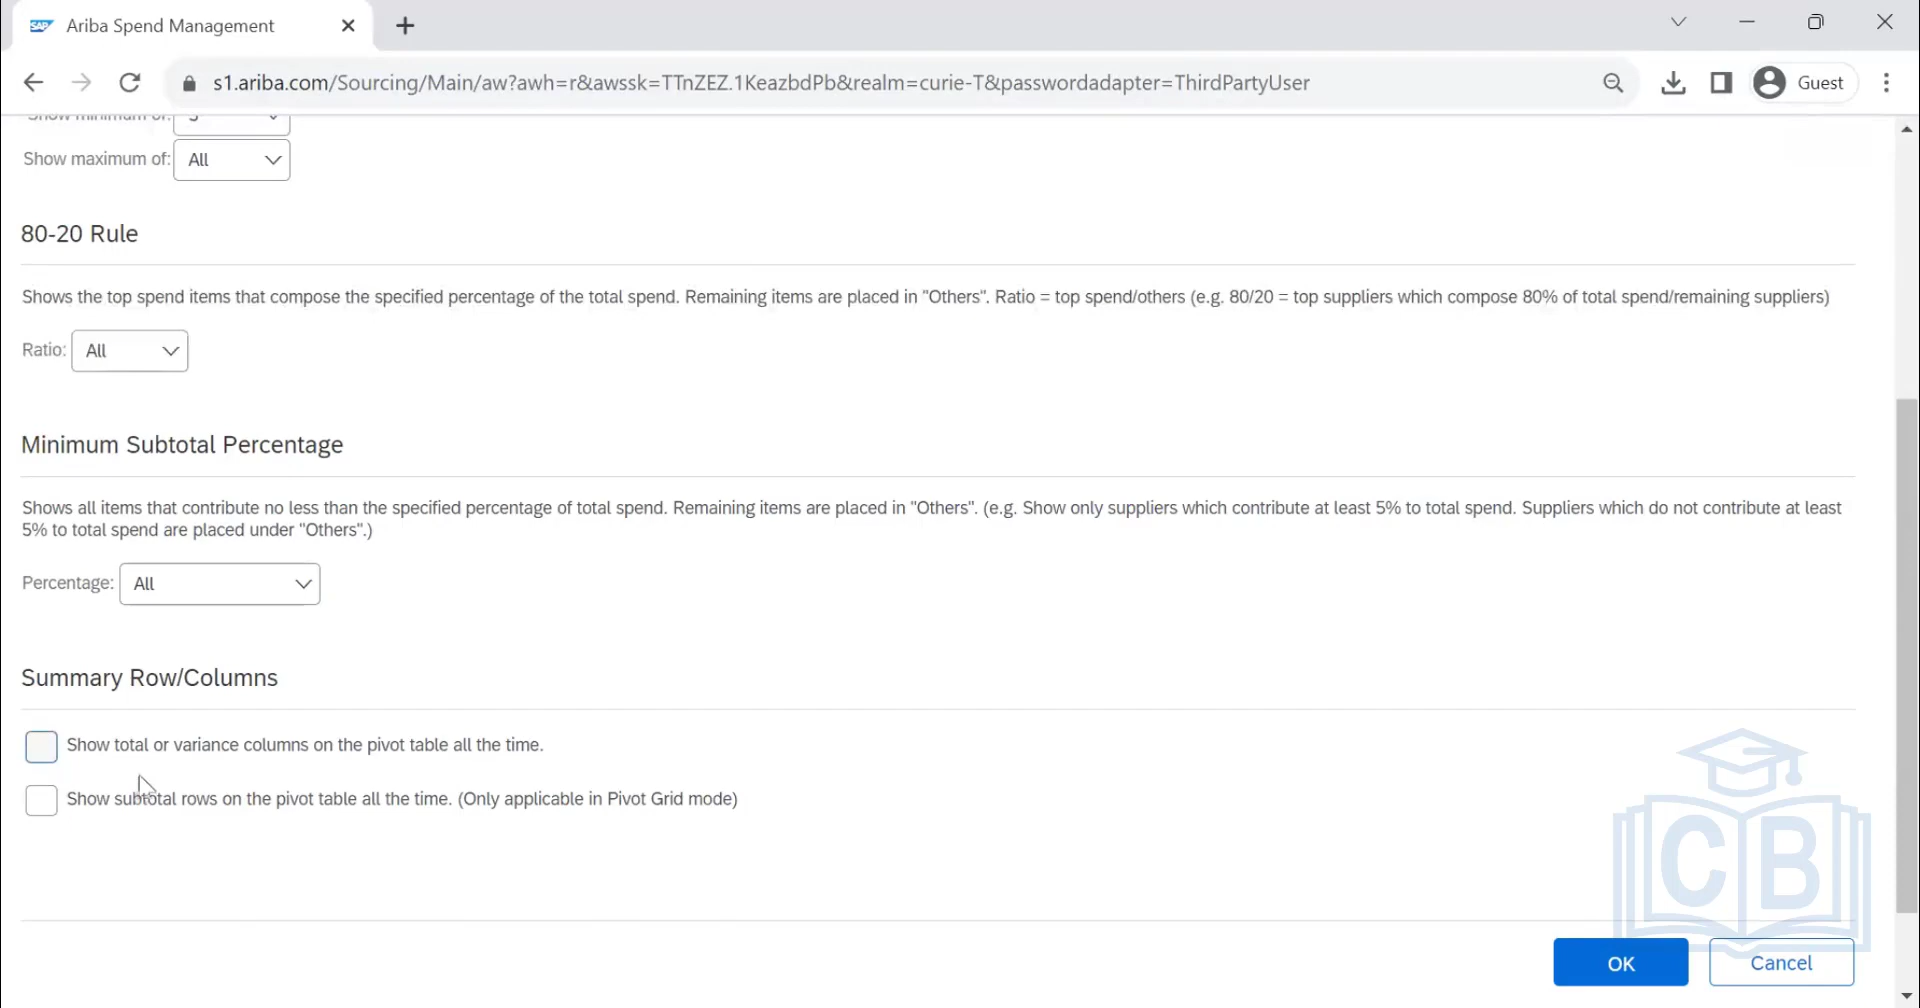 SAP Ariba Spend Management
s1.ariba.com/Sourcing/Main/aw?awh=r&awssk=TTnZEZ.1KeazbdPb&realm=curie-T&passwordadapter=ThirdPartyUser
Guest
Show minimum of:
Show maximum of: All
80-20 Rule
Shows the top spend items that compose the specified percentage of the total spend. Remaining items are placed in "Others". Ratio = top spend/others (e.g. 80/20 = top suppliers which compose 80% of total spend/remaining suppliers)
Ratio: All
Minimum Subtotal Percentage
Shows all items that contribute no less than the specified percentage of total spend. Remaining items are placed in "Others". (e.g. Show only suppliers which contribute at least 5% to total spend. Suppliers which do not contribute at least
5% to total spend are placed under "Others".)
Percentage: All
Summary Row/Columns
Show total or variance columns on the pivot table all the time.
Show subtotal rows on the pivot table all the time. (Only applicable in Pivot Grid mode)
CB
OK Cancel